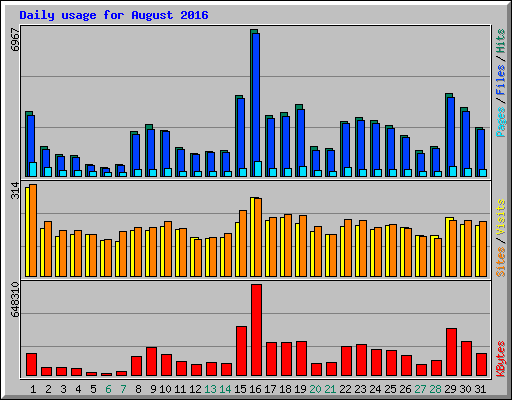 Daily usage for August 2016
6967
Pages / Files / Hits
314
Sites / Visits
648310
KBytes
1 2 3 4 5 6 7 8 9 10 11 12 13 14 15 16 17 18 19 20 21 22 23 24 25 26 27 28 29 30 31